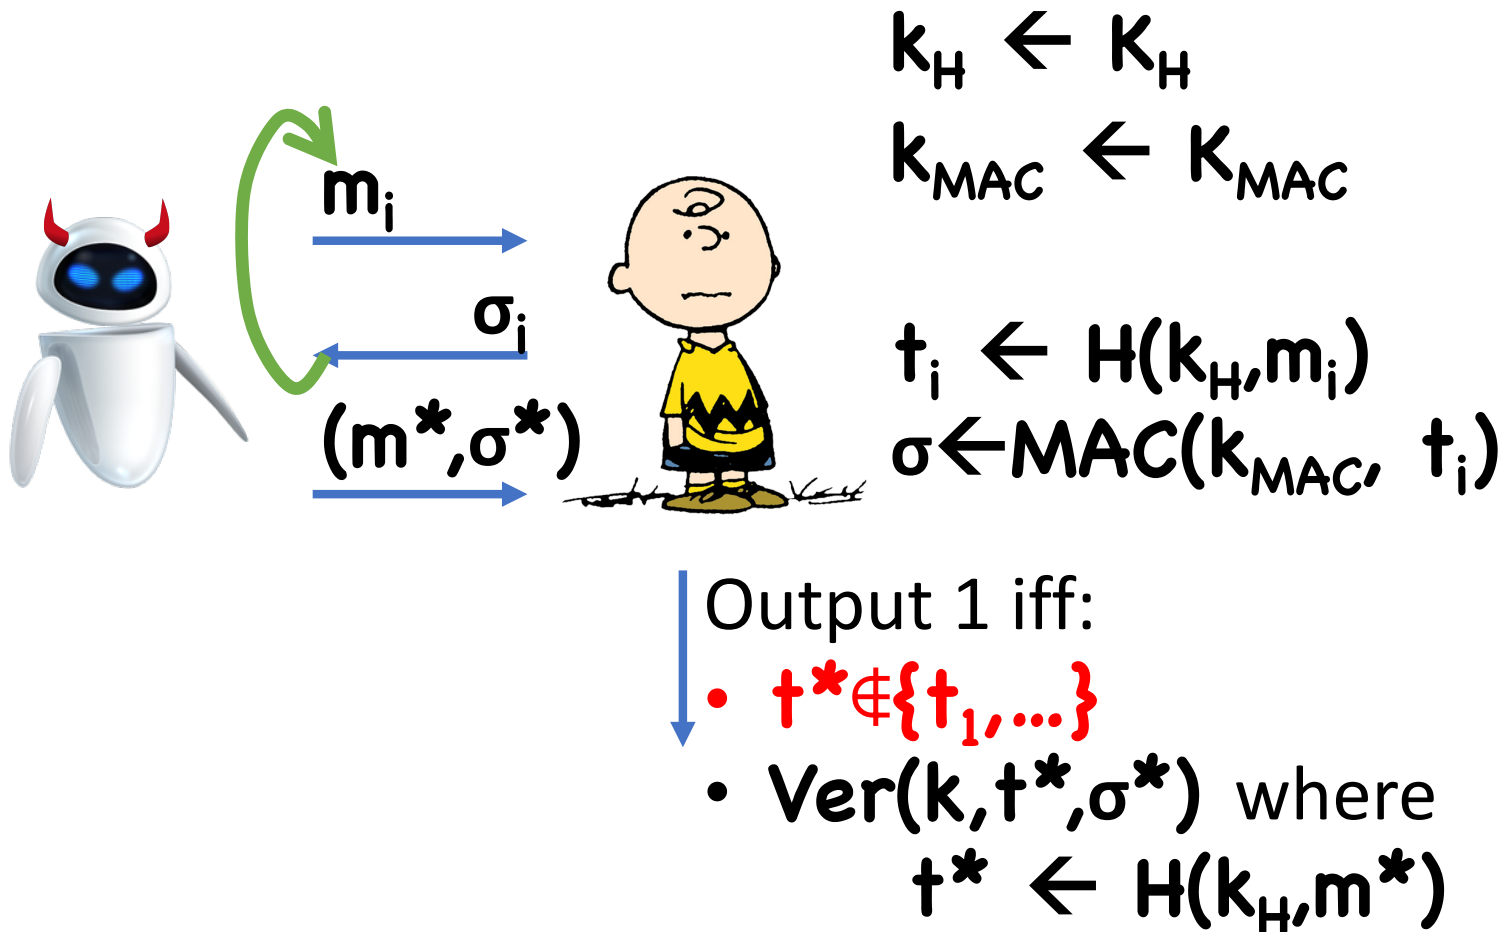 k_H ← K_H
k_MAC ← K_MAC
m_i
σ_i
(m*,σ*)
t_i ← H(k_H,m_i)
σ←MAC(k_MAC, t_i)
Output 1 iff:
• t*∉{t_1,…}
• Ver(k,t*,σ*) where
t* ← H(k_H,m*)